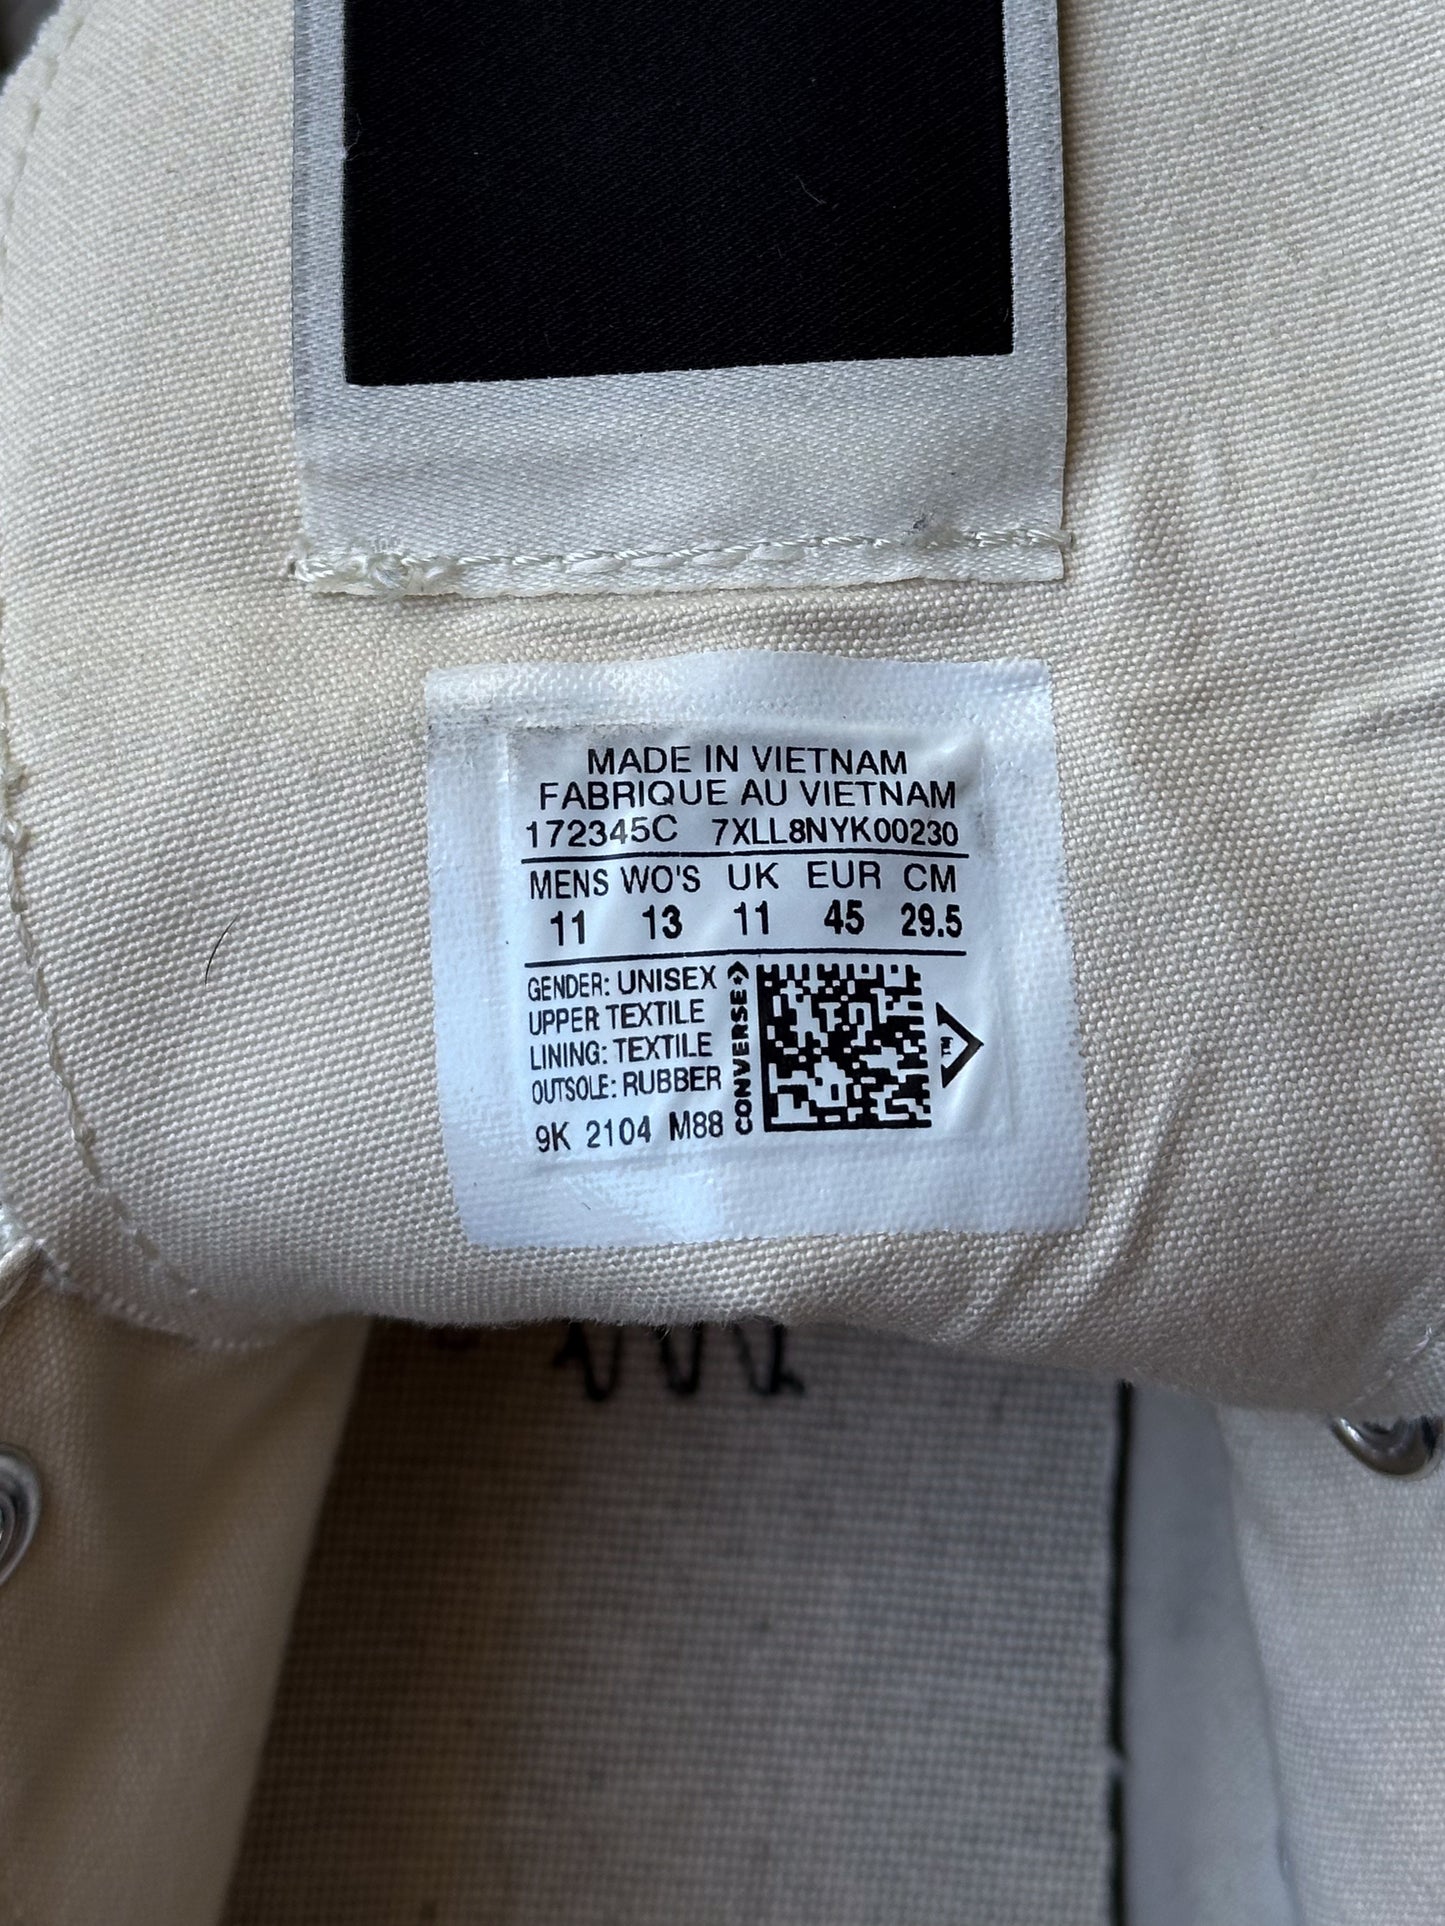 MADE IN VIETNAM
FABRIQUE AU VIETNAM
172345C 7XLL8NYK00230
MENS WO'S UK EUR CM
11 13 11 45 29.5
GENDER: UNISEX
UPPER TEXTILE
LINING: TEXTILE
OUTSOLE: RUBBER
9K 2104 M88
CONVERSE